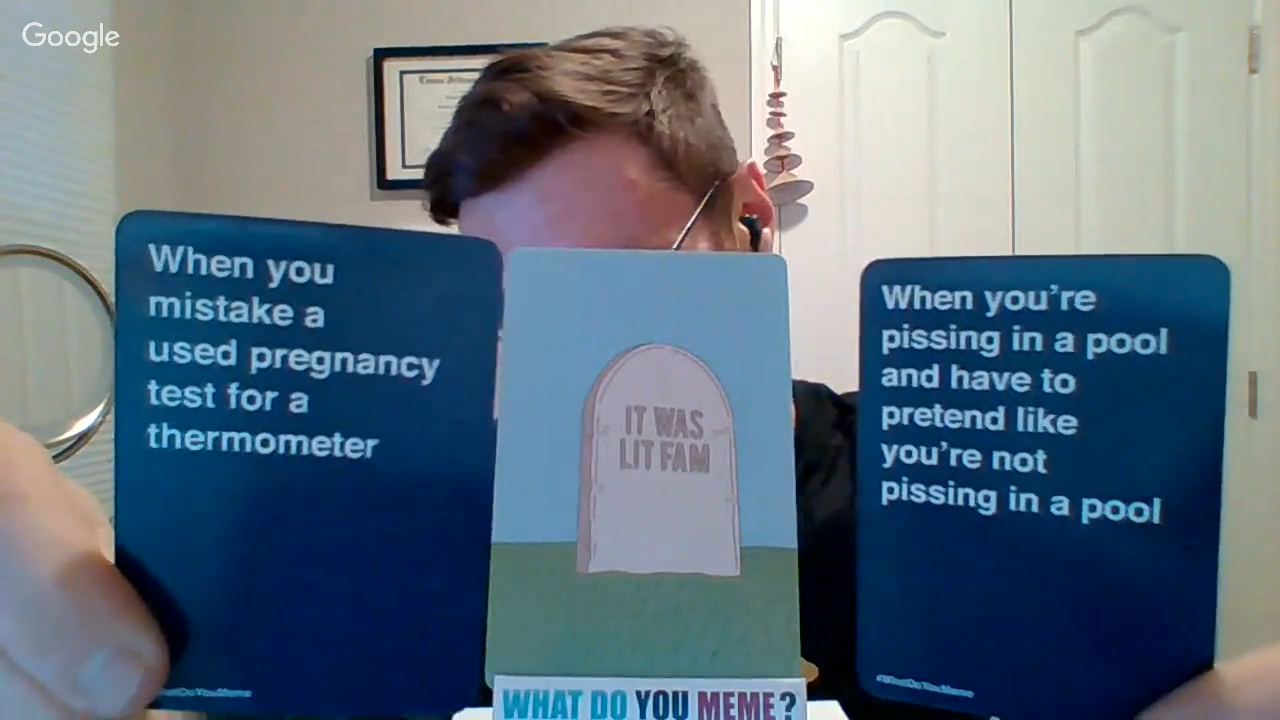 Google
When you
mistake a
used pregnancy
test for a
thermometer
IT WAS
LIT FAM
When you're
pissing in a pool
and have to
pretend like
you're not
pissing in a pool
#WhatDoYouMeme
WHAT DO YOU MEME?